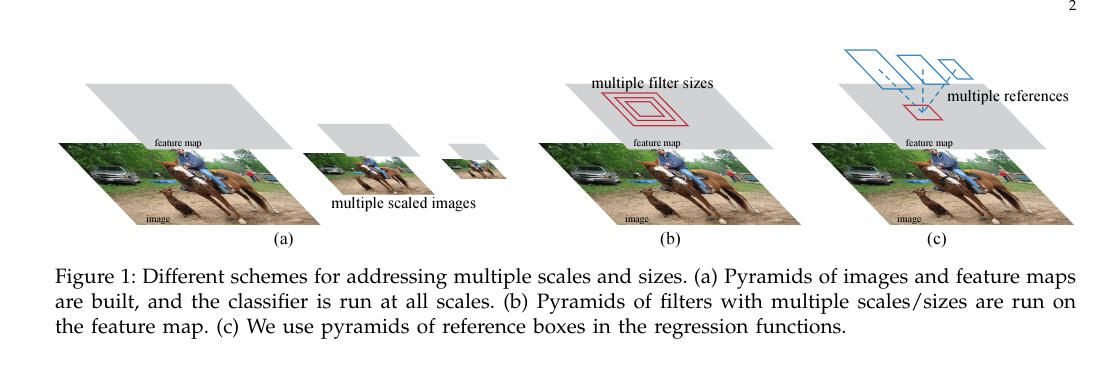 2
multiple filter sizes
multiple references
feature map
feature map
feature map
multiple scaled images
image
image
image
(a)
(b)
(c)
Figure 1: Different schemes for addressing multiple scales and sizes. (a) Pyramids of images and feature maps
are built, and the classifier is run at all scales. (b) Pyramids of filters with multiple scales/sizes are run on
the feature map. (c) We use pyramids of reference boxes in the regression functions.